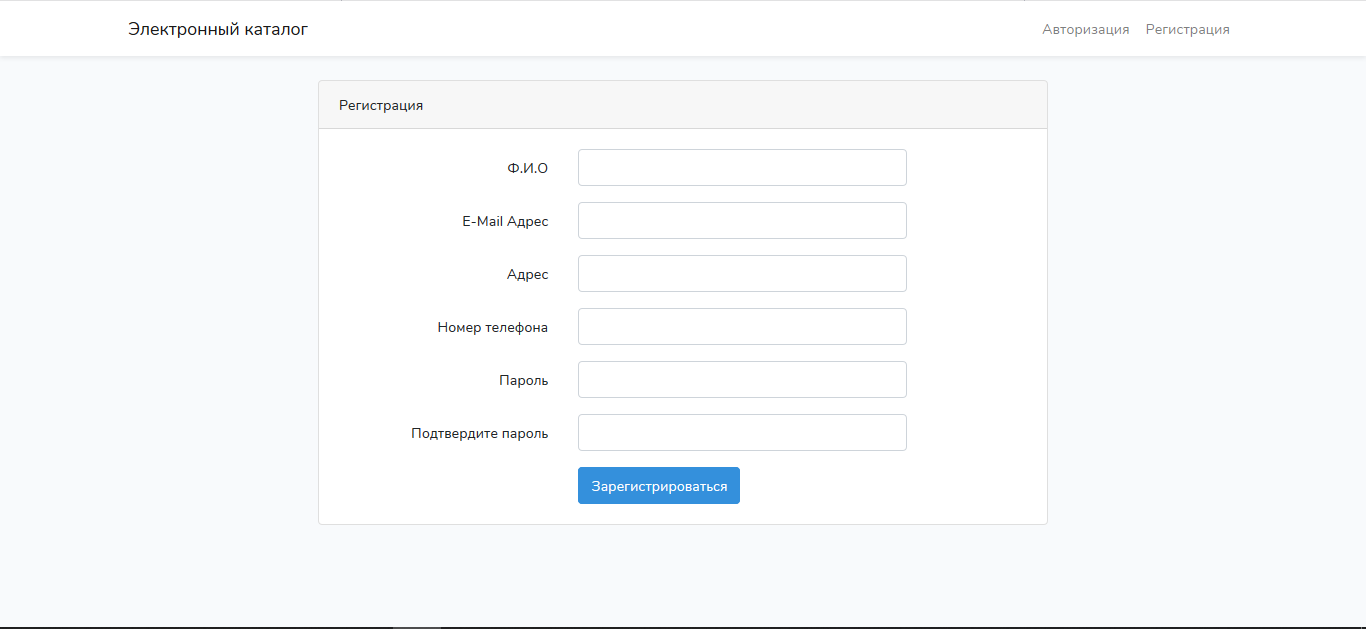 Электронный каталог
Авторизация Регистрация
Регистрация
Ф.И.О
E-Mail Адрес
Адрес
Номер телефона
Пароль
Подтвердите пароль
Зарегистрироваться